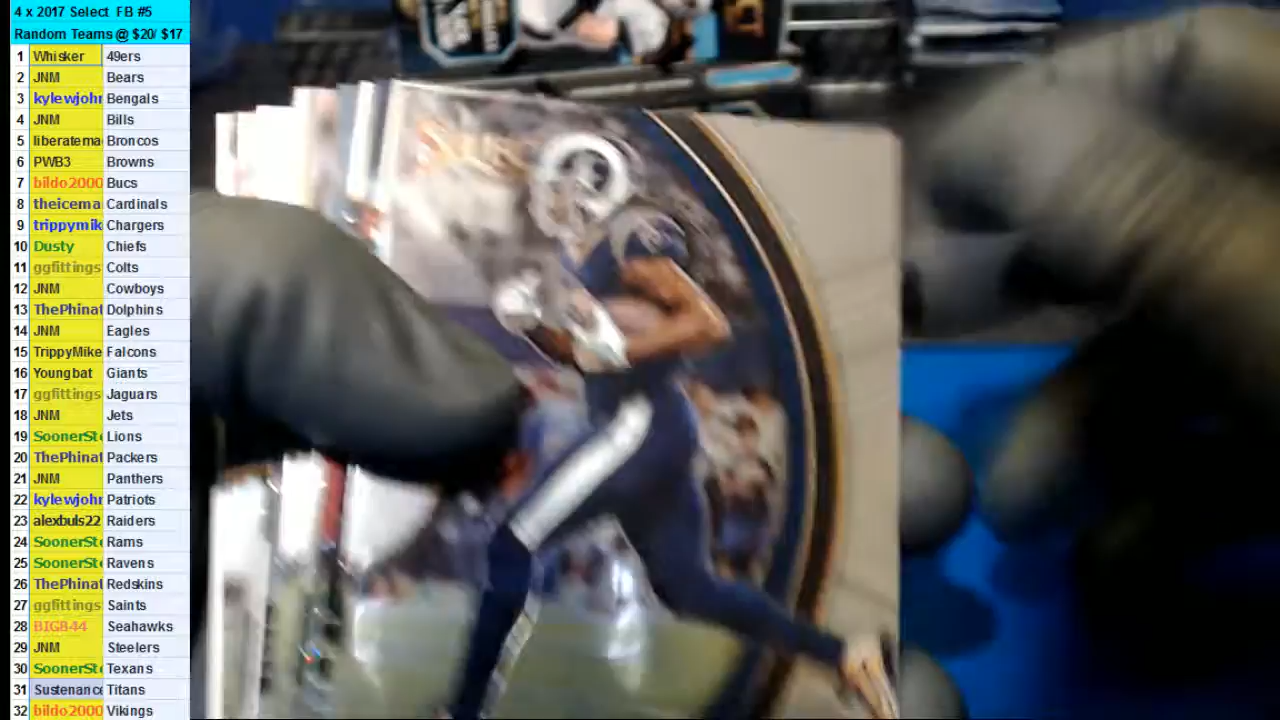 4 x 2017 Select FB #5
Random Teams @ $20/ $17
1 Whisker 49ers
2 JNM Bears
3 kylewjohr Bengals
4 JNM Bills
5 liberatema Broncos
6 PWB3 Browns
7 bildo2000 Bucs
8 theicema Cardinals
9 trippymik Chargers
10 Dusty Chiefs
11 ggfittings Colts
12 JNM Cowboys
13 ThePhinat Dolphins
14 JNM Eagles
15 TrippyMike Falcons
16 Youngbat Giants
17 ggfittings Jaguars
18 JNM Jets
19 SoonerSt Lions
20 ThePhinat Packers
21 JNM Panthers
22 kylewjohr Patriots
23 alexbuls22 Raiders
24 SoonerSt Rams
25 SoonerSt Ravens
26 ThePhinat Redskins
27 ggfittings Saints
28 BIG844 Seahawks
29 JNM Steelers
30 SoonerSt Texans
31 Sustenance Titans
32 bildo2000 Vikings